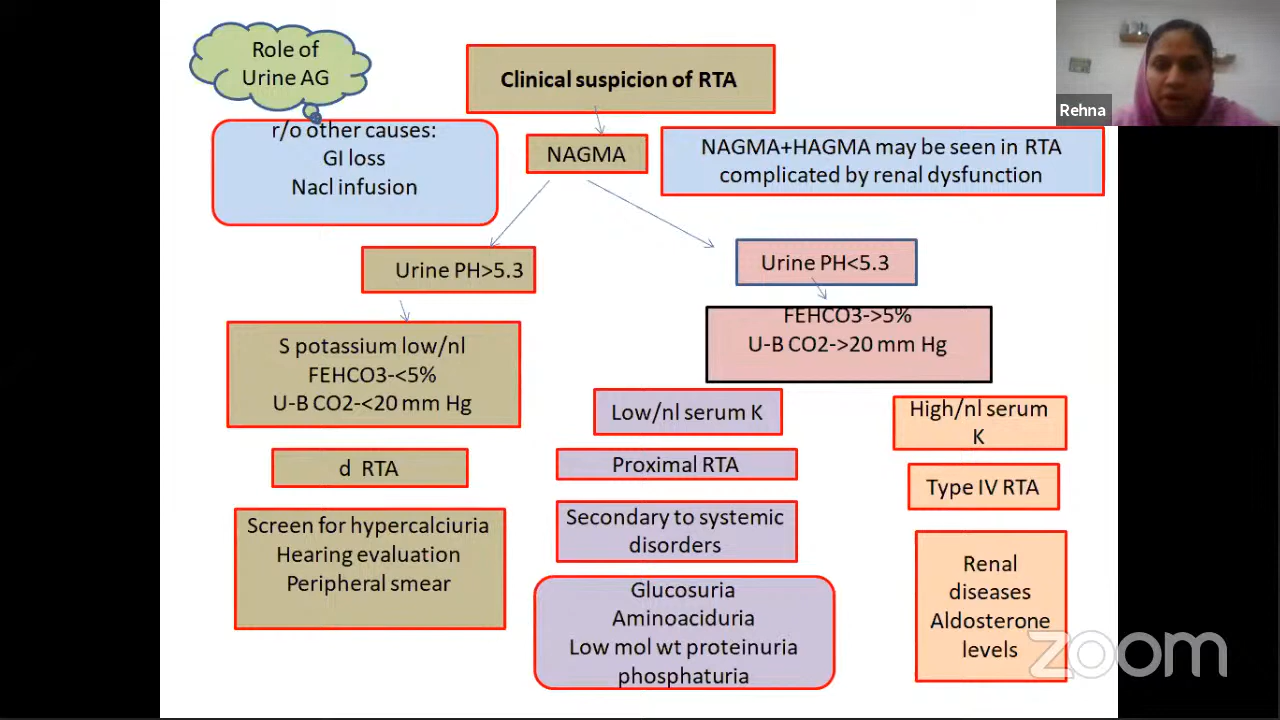 Role of
Urine AG
Clinical suspicion of RTA
Rehna
r/o other causes:
GI loss
Nacl infusion
NAGMA
NAGMA+HAGMA may be seen in RTA
complicated by renal dysfunction
Urine PH>5.3
Urine PH<5.3
S potassium low/nl
FEHCO3-<5%
U-B CO2-<20 mm Hg
FEHCO3->5%
U-B CO2->20 mm Hg
Low/nl serum K
High/nl serum
K
d RTA
Proximal RTA
Type IV RTA
Screen for hypercalciuria
Hearing evaluation
Peripheral smear
Secondary to systemic
disorders
Glucosuria
Aminoaciduria
Low mol wt proteinuria
phosphaturia
Renal
diseases
Aldosterone
levels
zoom